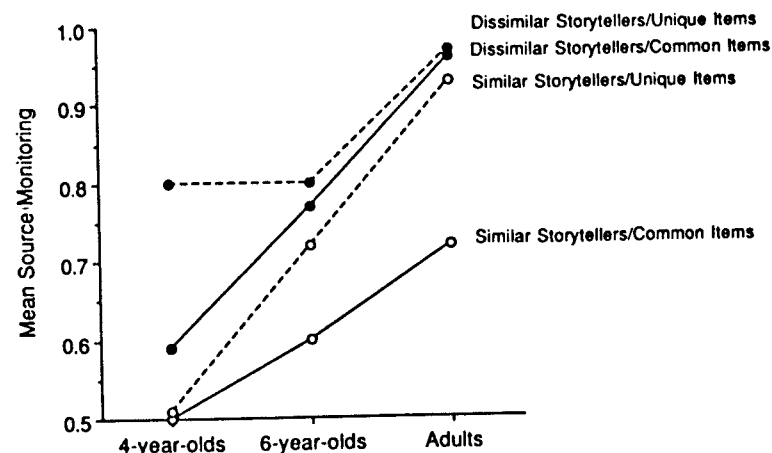 Dissimilar Storytellers/Unique Items
Dissimilar Storytellers/Common Items
Similar Storytellers/Unique Items
Similar Storytellers/Common Items
Mean Source Monitoring
1.0
0.9
0.8
0.7
0.6
0.5
4-year-olds
6-year-olds
Adults